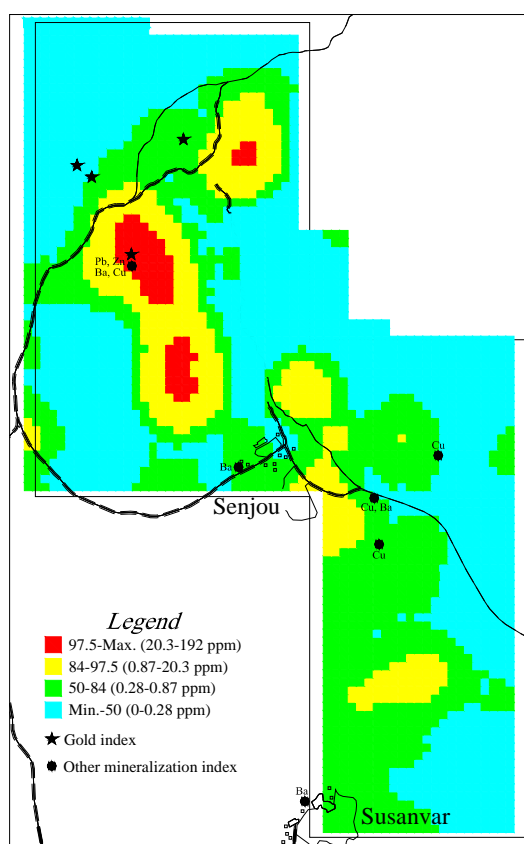 Pb, Zn
Ba, Cu
Cu
Ba
Cu, Ba
Senjou
Cu
Legend
97.5-Max. (20.3-192 ppm)
84-97.5 (0.87-20.3 ppm)
50-84 (0.28-0.87 ppm)
Min.-50 (0-0.28 ppm)
Gold index
Other mineralization index
Ba
Susanvar